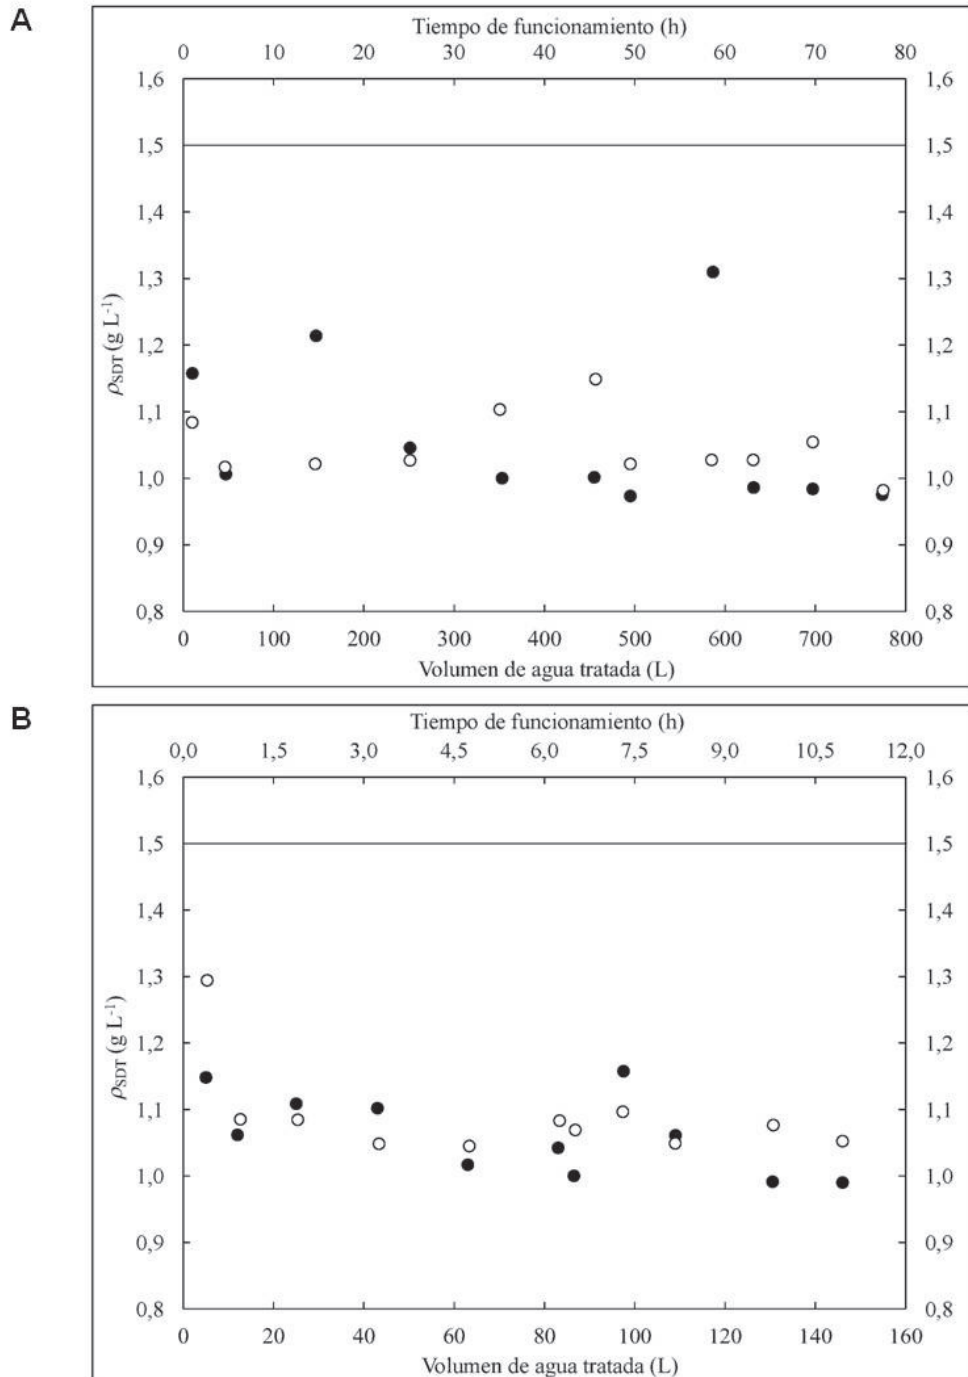 A
Tiempo de funcionamiento (h)
0 10 20 30 40 50 60 70 80
1,6 1,6
1,5 1,5
1,4 1,4
1,3 1,3
1,2 1,2
1,1 1,1
1,0 1,0
0,9 0,9
0,8 0,8
ρSDT (g L⁻¹)
0 100 200 300 400 500 600 700 800
Volumen de agua tratada (L)
B
Tiempo de funcionamiento (h)
0,0 1,5 3,0 4,5 6,0 7,5 9,0 10,5 12,0
1,6 1,6
1,5 1,5
1,4 1,4
1,3 1,3
1,2 1,2
1,1 1,1
1,0 1,0
0,9 0,9
0,8 0,8
ρSDT (g L⁻¹)
0 20 40 60 80 100 120 140 160
Volumen de agua tratada (L)